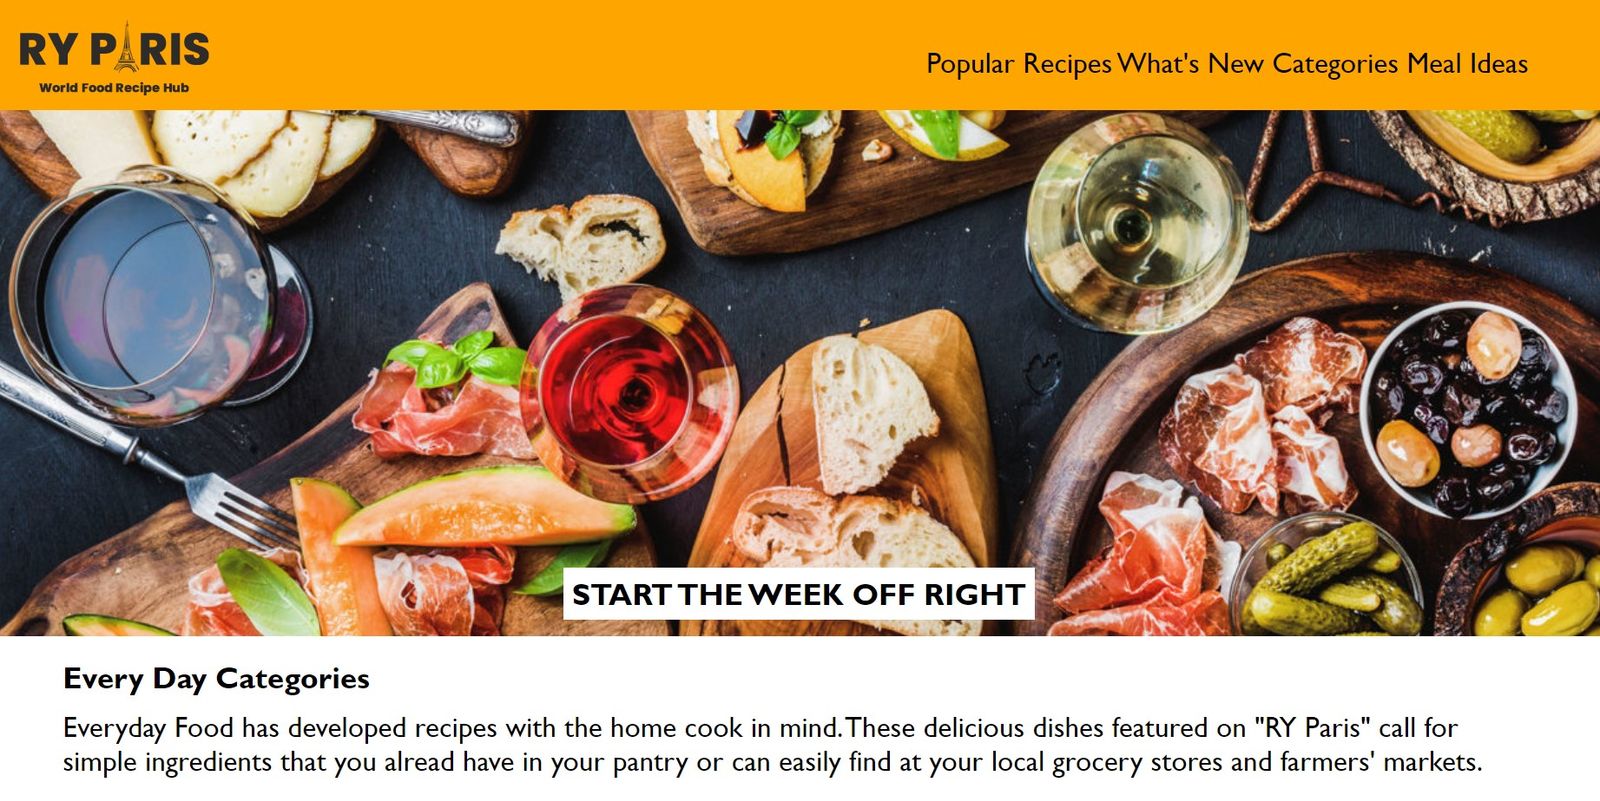 RY PARIS
World Food Recipe Hub
Popular Recipes What's New Categories Meal Ideas
START THE WEEK OFF RIGHT
Every Day Categories
Everyday Food has developed recipes with the home cook in mind. These delicious dishes featured on "RY Paris" call for
simple ingredients that you alread have in your pantry or can easily find at your local grocery stores and farmers' markets.